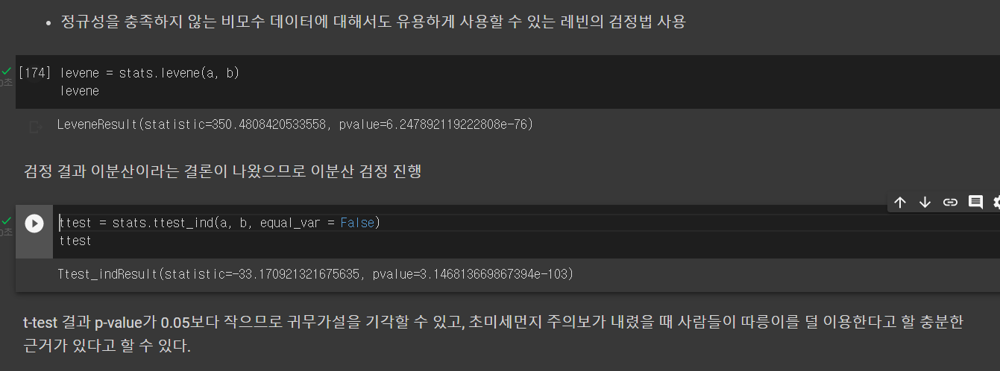 • 정규성을 충족하지 않는 비모수 데이터에 대해서도 유용하게 사용할 수 있는 레빈의 검정법 사용
[174] levene = stats.levene(a, b)
levene
LeveneResult(statistic=350.4808420533558, pvalue=6.247892119222808e-76)
검정 결과 이분산이라는 결론이 나왔으므로 이분산 검정 진행
ttest = stats.ttest_ind(a, b, equal_var = False)
ttest
Ttest_indResult(statistic=-33.170921321675635, pvalue=3.146813669867394e-103)
t-test 결과 p-value가 0.05보다 작으므로 귀무가설을 기각할 수 있고, 초미세먼지 주의보가 내렸을 때 사람들이 따릉이를 덜 이용한다고 할 충분한
근거가 있다고 할 수 있다.